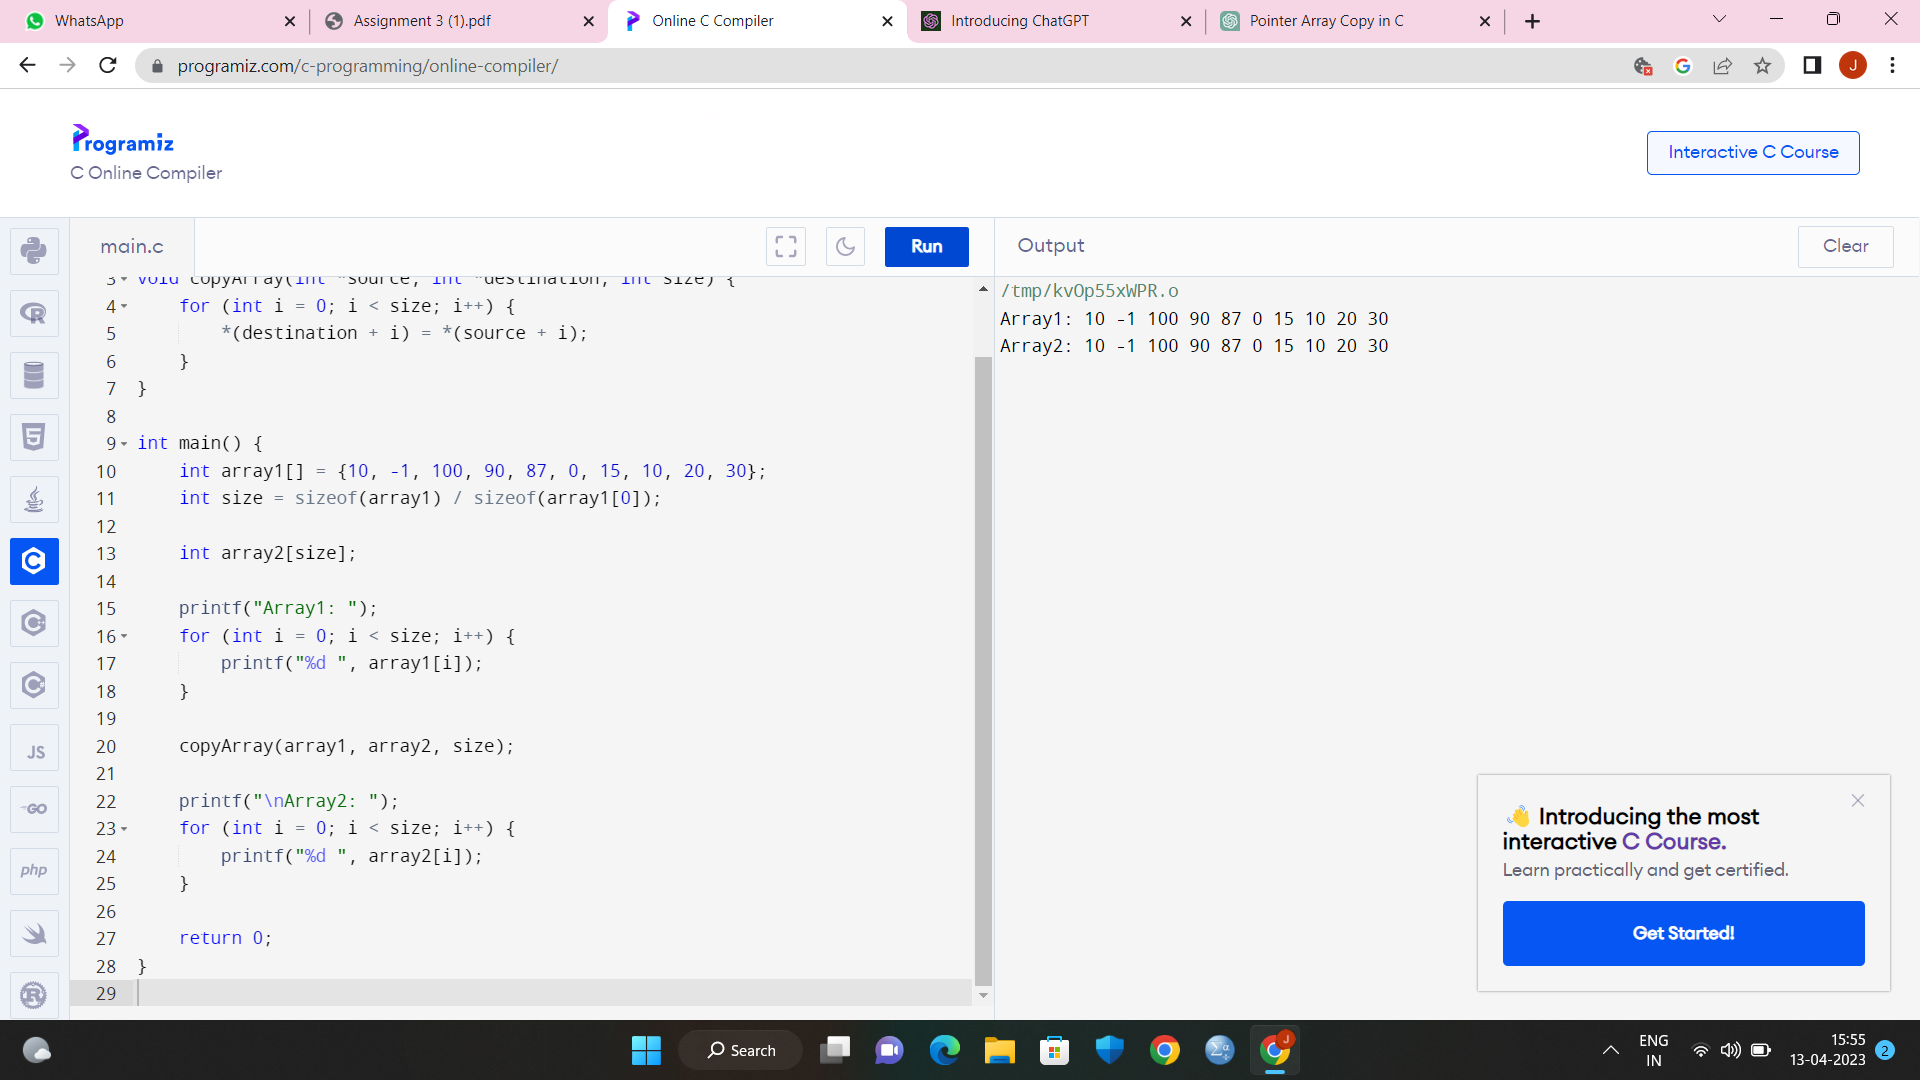 WhatsApp
Assignment 3 (1).pdf
Online C Compiler
Introducing ChatGPT
Pointer Array Copy in C
programiz.com/c-programming/online-compiler/
J
Programiz
C Online Compiler
Interactive C Course
main.c
Run
Output
Clear
3 void copyArray(int *source, int *destination, int size) {
4 for (int i = 0; i < size; i++) {
5 *(destination + i) = *(source + i);
6 }
7 }
8
9 int main() {
10 int array1[] = {10, -1, 100, 90, 87, 0, 15, 10, 20, 30};
11 int size = sizeof(array1) / sizeof(array1[0]);
12
13 int array2[size];
14
15 printf("Array1: ");
16 for (int i = 0; i < size; i++) {
17 printf("%d ", array1[i]);
18 }
19
20 copyArray(array1, array2, size);
21
22 printf("\nArray2: ");
23 for (int i = 0; i < size; i++) {
24 printf("%d ", array2[i]);
25 }
26
27 return 0;
28 }
29
/tmp/kvOp55xWPR.o
Array1: 10 -1 100 90 87 0 15 10 20 30
Array2: 10 -1 100 90 87 0 15 10 20 30
JS
GO
php
👋 Introducing the most
interactive C Course.
Learn practically and get certified.
Get Started!
Search
J
ENG
IN
15:55
13-04-2023
2